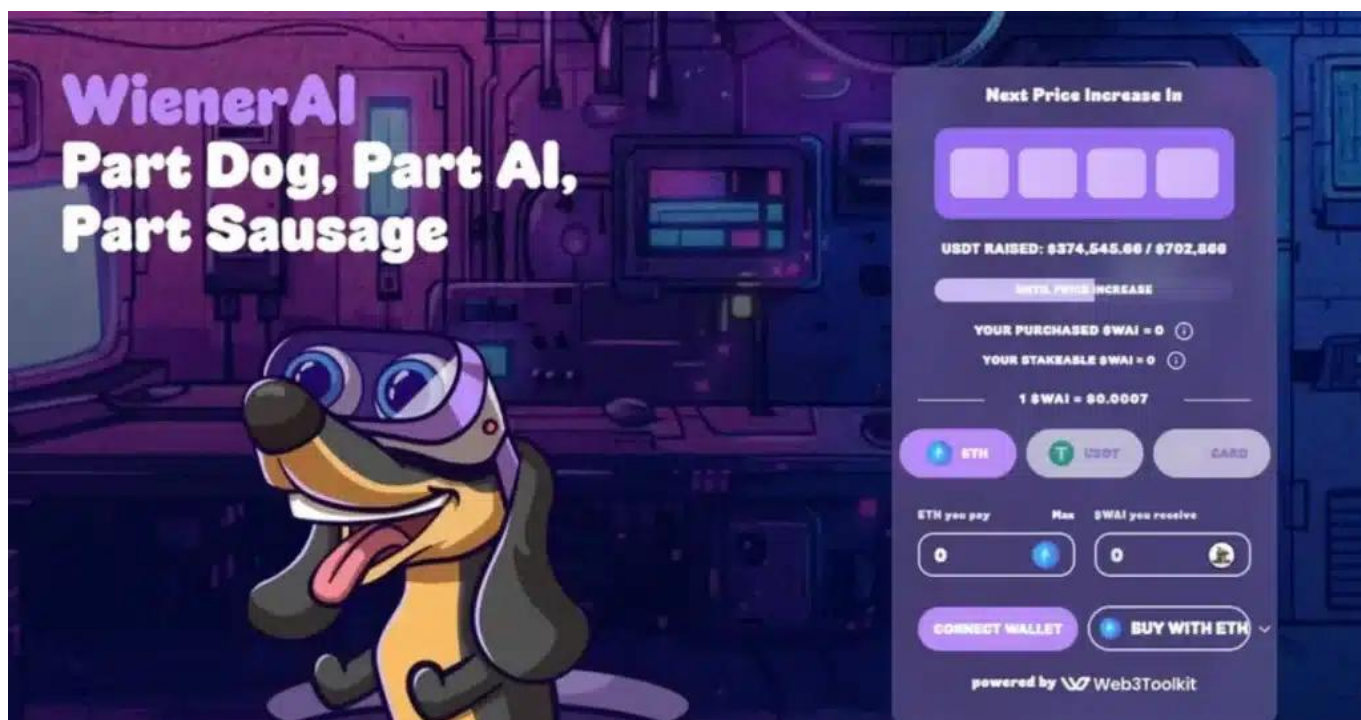 WienerAI
Part Dog, Part AI,
Part Sausage
Next Price Increase In
USDT RAISED: $374,545.66 / $702,866
UNTIL PRICE INCREASE
YOUR PURCHASED $WAI = 0
YOUR STAKEABLE $WAI = 0
1 $WAI = $0.0007
ETH
USDT
CARD
ETH you pay
Max
$WAI you receive
0
0
CONNECT WALLET
BUY WITH ETH
powered by Web3Toolkit